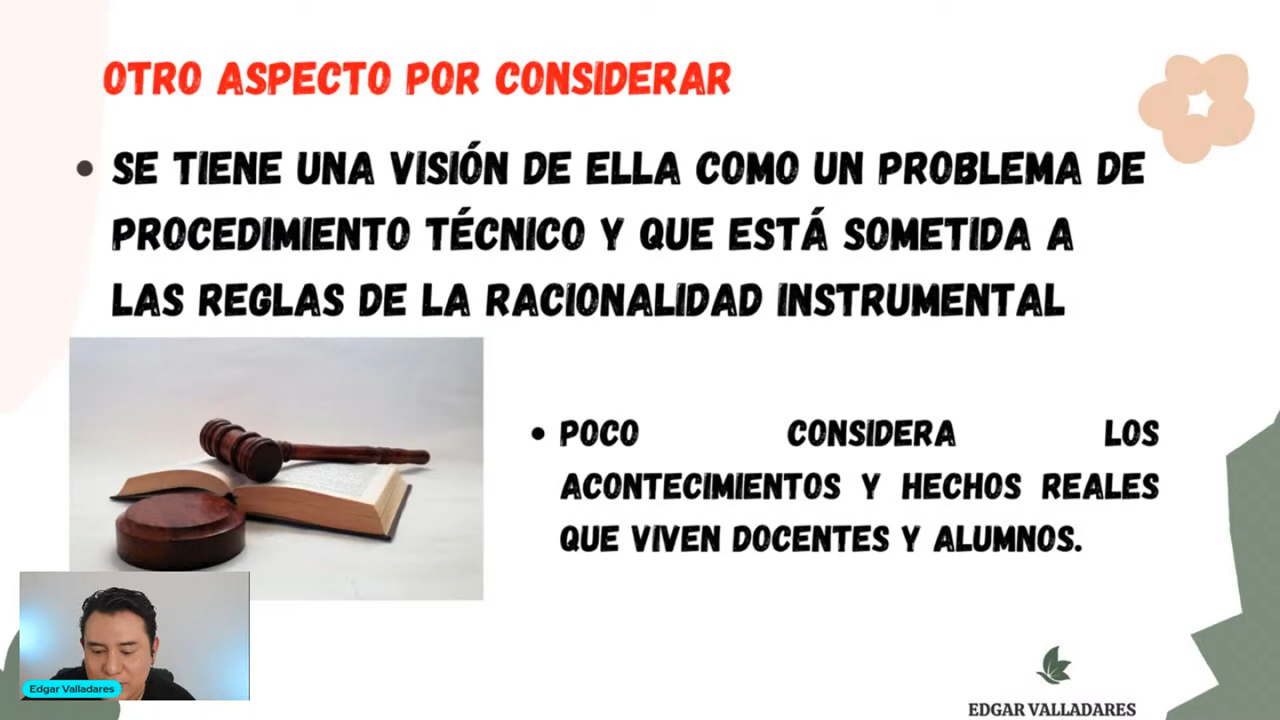 OTRO ASPECTO POR CONSIDERAR
SE TIENE UNA VISIÓN DE ELLA COMO UN PROBLEMA DE
PROCEDIMIENTO TÉCNICO Y QUE ESTÁ SOMETIDA A
LAS REGLAS DE LA RACIONALIDAD INSTRUMENTAL
POCO CONSIDERA LOS
ACONTECIMIENTOS Y HECHOS REALES
QUE VIVEN DOCENTES Y ALUMNOS.
Edgar Valladares
EDGAR VALLADARES